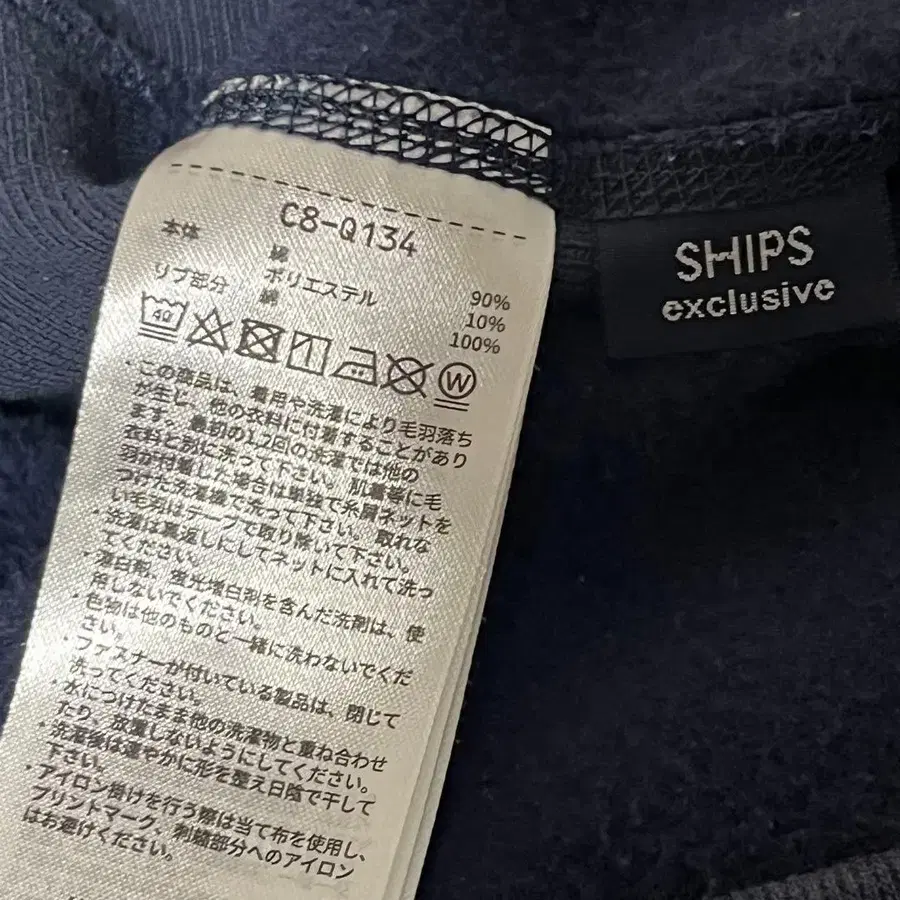 C8-Q134
本体 綿 90%
ポリエステル 10%
リブ部分 綿 100%
40
W
・この商品は、着用や洗濯により毛羽落ち
が生じ、他の衣料に付着することがあり
ます。最初の1,2回の洗濯では他の
衣料と別に洗って下さい。肌着等に毛
羽が付着した場合は単独で糸屑ネットを
つけた洗濯機で洗って下さい。取れな
い毛羽はテープで取り除いて下さい。
・洗濯は裏返しにしてネットに入れて洗っ
てください。
・漂白剤、蛍光増白剤を含んだ洗剤は、使
用しないでください。
・色物は他のものと一緒に洗わないでくだ
さい。
・ファスナーが付いている製品は、閉じて
洗ってください。
・水につけたまま他の洗濯物と重ね合わせ
たり、放置しないようにしてください。
・洗濯後は速やかに形を整え日陰で干して
下さい。
・アイロン掛けを行う際は当て布を使用し、
プリントマーク、刺繍部分へのアイロン
はお避けください。
SHIPS
exclusive